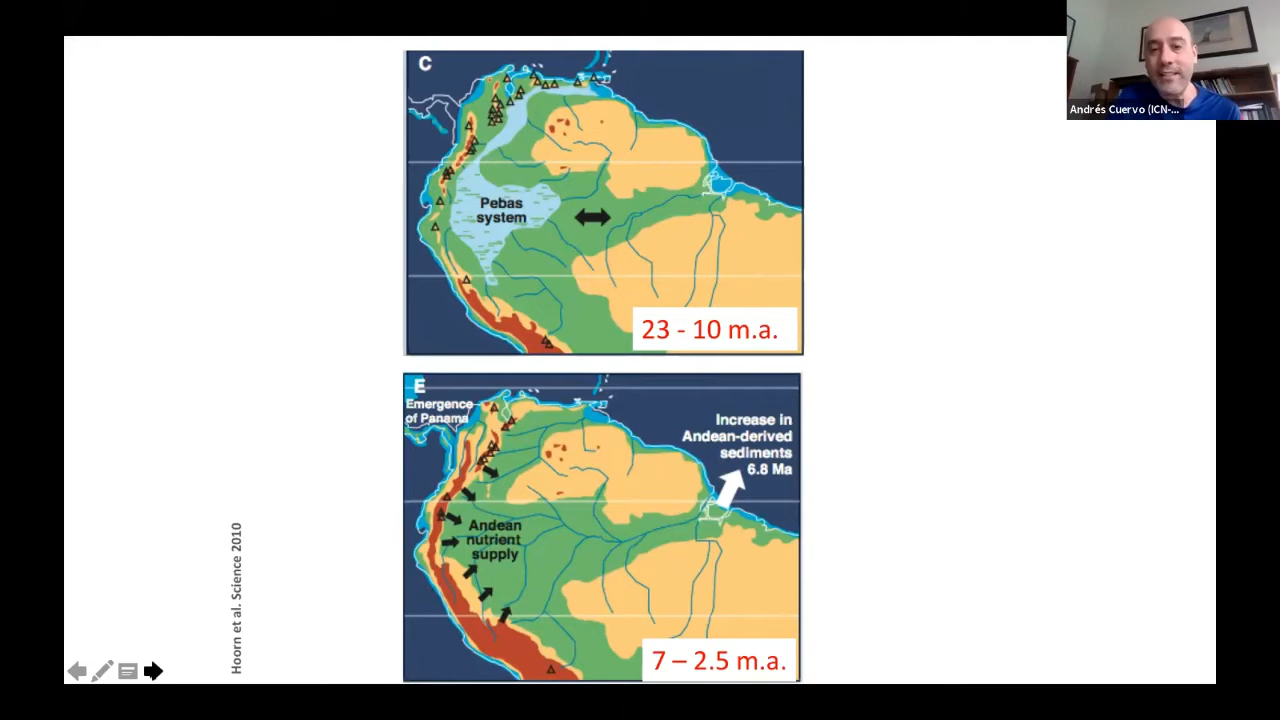 C
Pebas
system
23 - 10 m.a.
E
Emergence
of Panama
Increase in
Andean-derived
sediments
6.8 Ma
Andean
nutrient
supply
7 – 2.5 m.a.
Hoorn et al. Science 2010
Andrés Cuervo (ICN-...